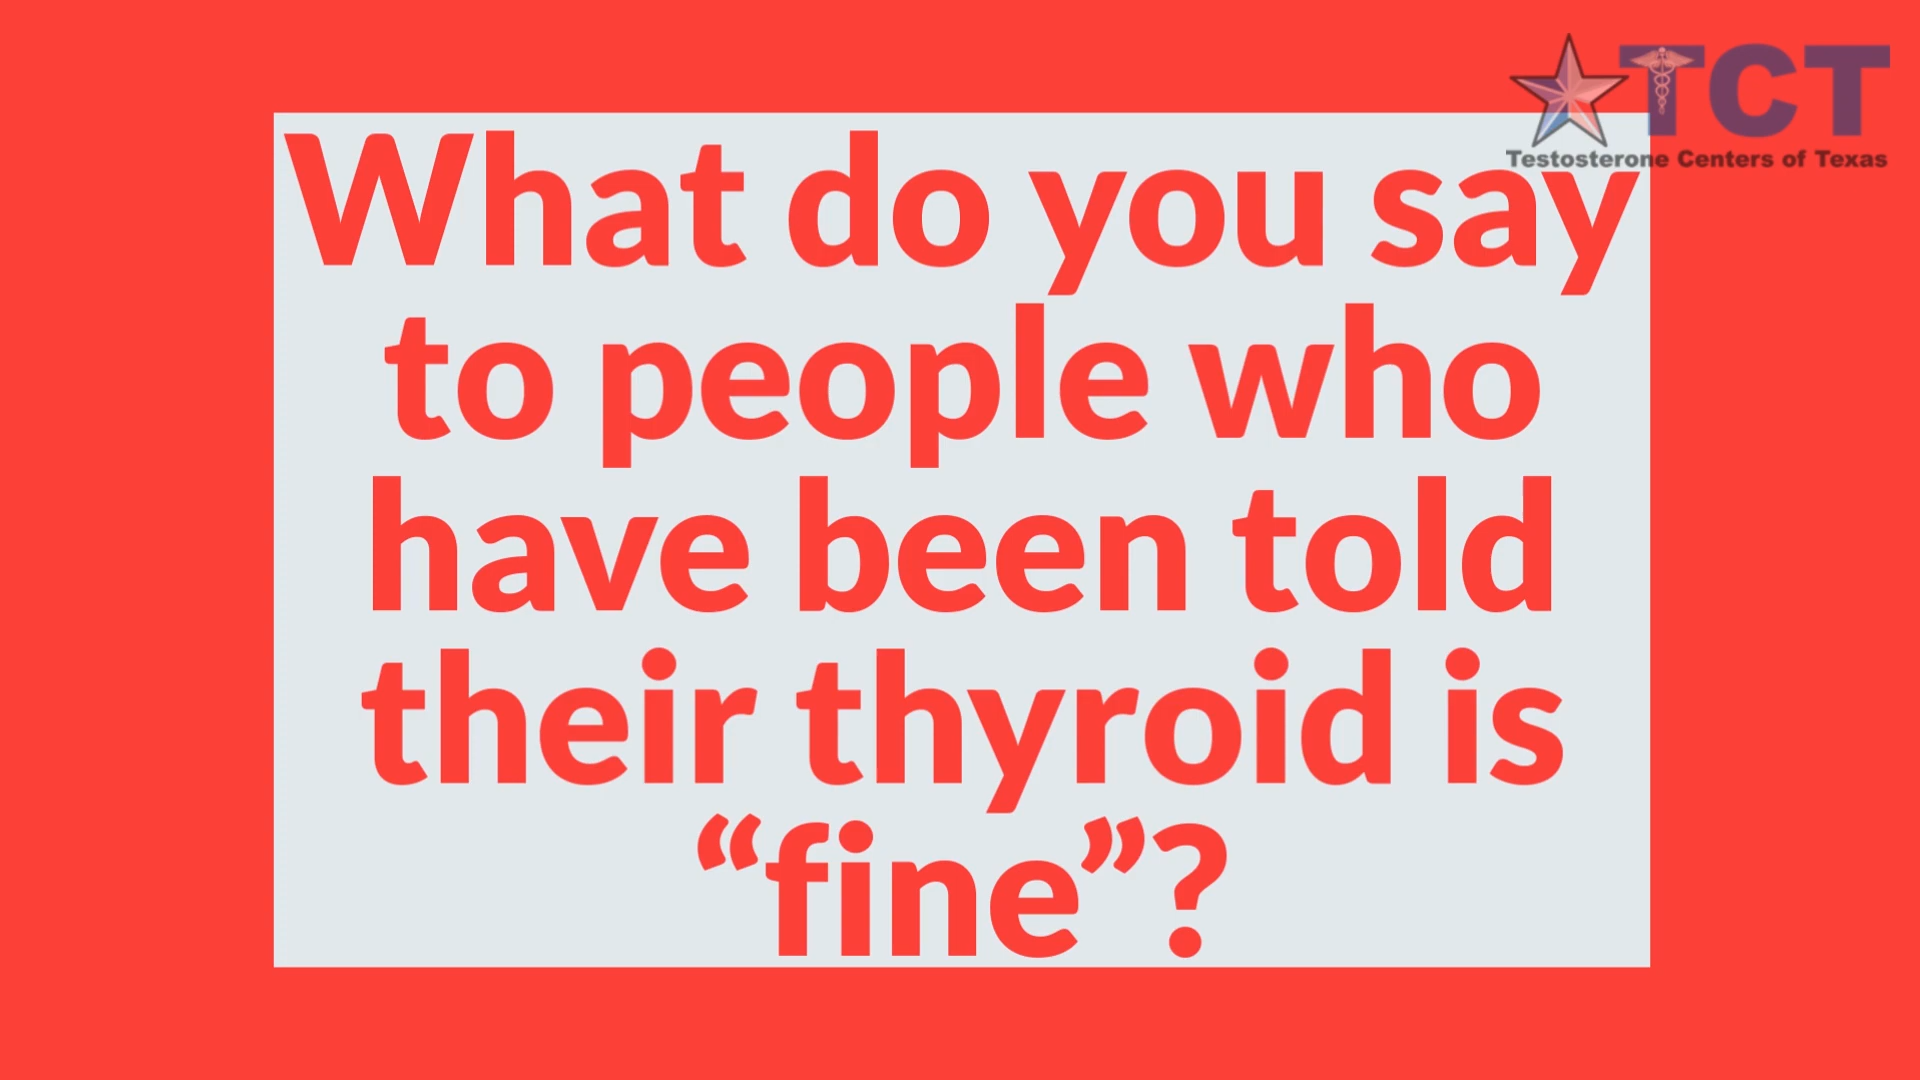 TCT
Testosterone Centers of Texas
What do you say
to people who
have been told
their thyroid is
“fine”?